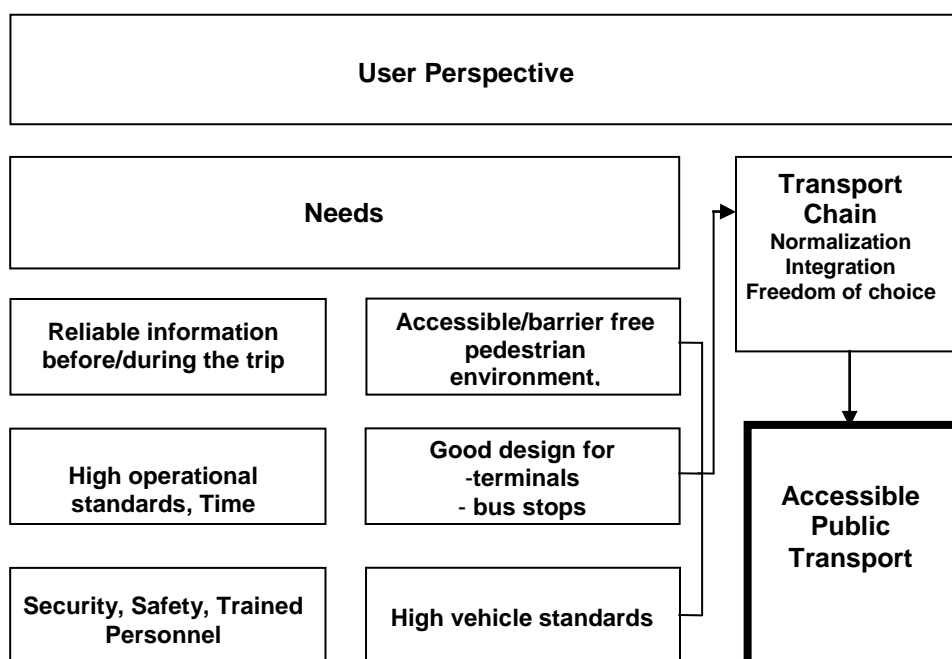 User Perspective
Needs
Transport
Chain
Normalization
Integration
Freedom of choice
Reliable information
before/during the trip
Accessible/barrier free
pedestrian
environment,
High operational
standards, Time
Good design for
-terminals
- bus stops
Accessible
Public
Transport
Security, Safety, Trained
Personnel
High vehicle standards